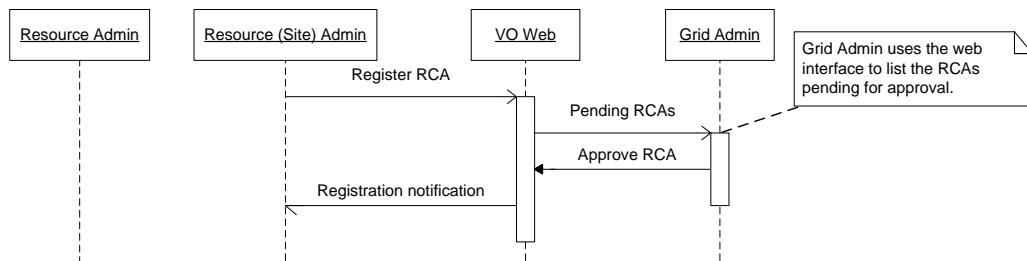 Resource Admin
Resource (Site) Admin
VO Web
Grid Admin
Grid Admin uses the web
interface to list the RCAs
pending for approval.
Register RCA
Pending RCAs
Approve RCA
Registration notification